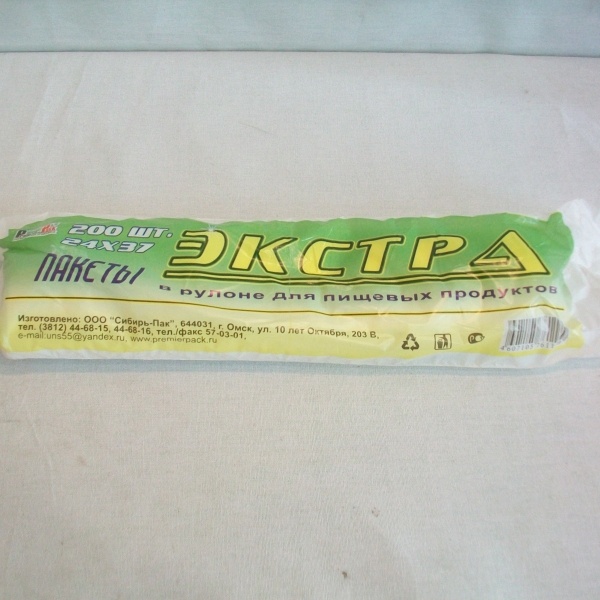 200 ШТ.
24X37
ПАКЕТЫ
ЭКСТРА
в рулоне для пищевых продуктов
Изготовлено: ООО "Сибирь-Пак", 644031, г. Омск, ул. 10 лет Октября, 203 В,
тел. (3812) 44-68-15, 44-68-16, тел./факс 57-03-01,
e-mail:uns55@yandex.ru, www.premierpack.ru